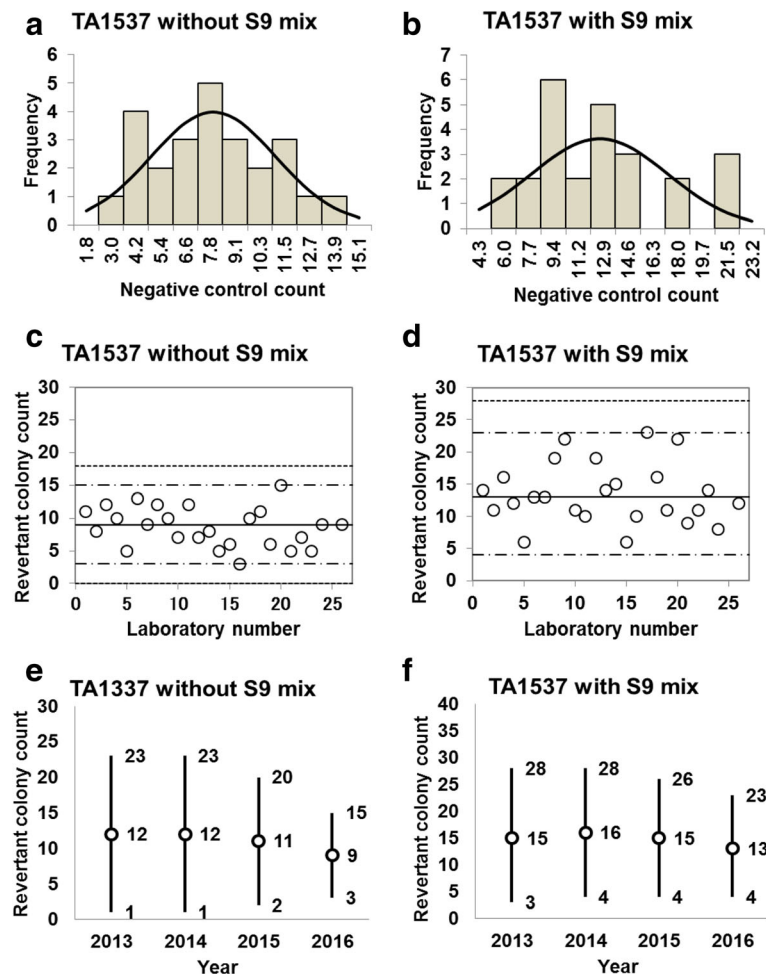 a
TA1537 without S9 mix
6
5
4
3
2
1
0
Frequency
1.8 3.0 4.2 5.4 6.6 7.8 9.1 10.3 11.5 12.7 13.9 15.1
Negative control count
b
TA1537 with S9 mix
7
6
5
4
3
2
1
0
Frequency
4.3 6.0 7.7 9.4 11.2 12.9 14.6 16.3 18.0 19.7 21.5 23.2
Negative control count
c
TA1537 without S9 mix
30
25
20
15
10
5
0
Revertant colony count
0 5 10 15 20 25
Laboratory number
d
TA1537 with S9 mix
30
25
20
15
10
5
0
Revertant colony count
0 5 10 15 20 25
Laboratory number
e
TA1337 without S9 mix
30
25
20
15
10
5
0
Revertant colony count
23 23 20 15
12 12 11 9
1 1 2 3
2013 2014 2015 2016
Year
f
TA1537 with S9 mix
40
35
30
25
20
15
10
5
0
Revertant colony count
28 28 26 23
15 16 15 13
3 4 4 4
2013 2014 2015 2016
Year